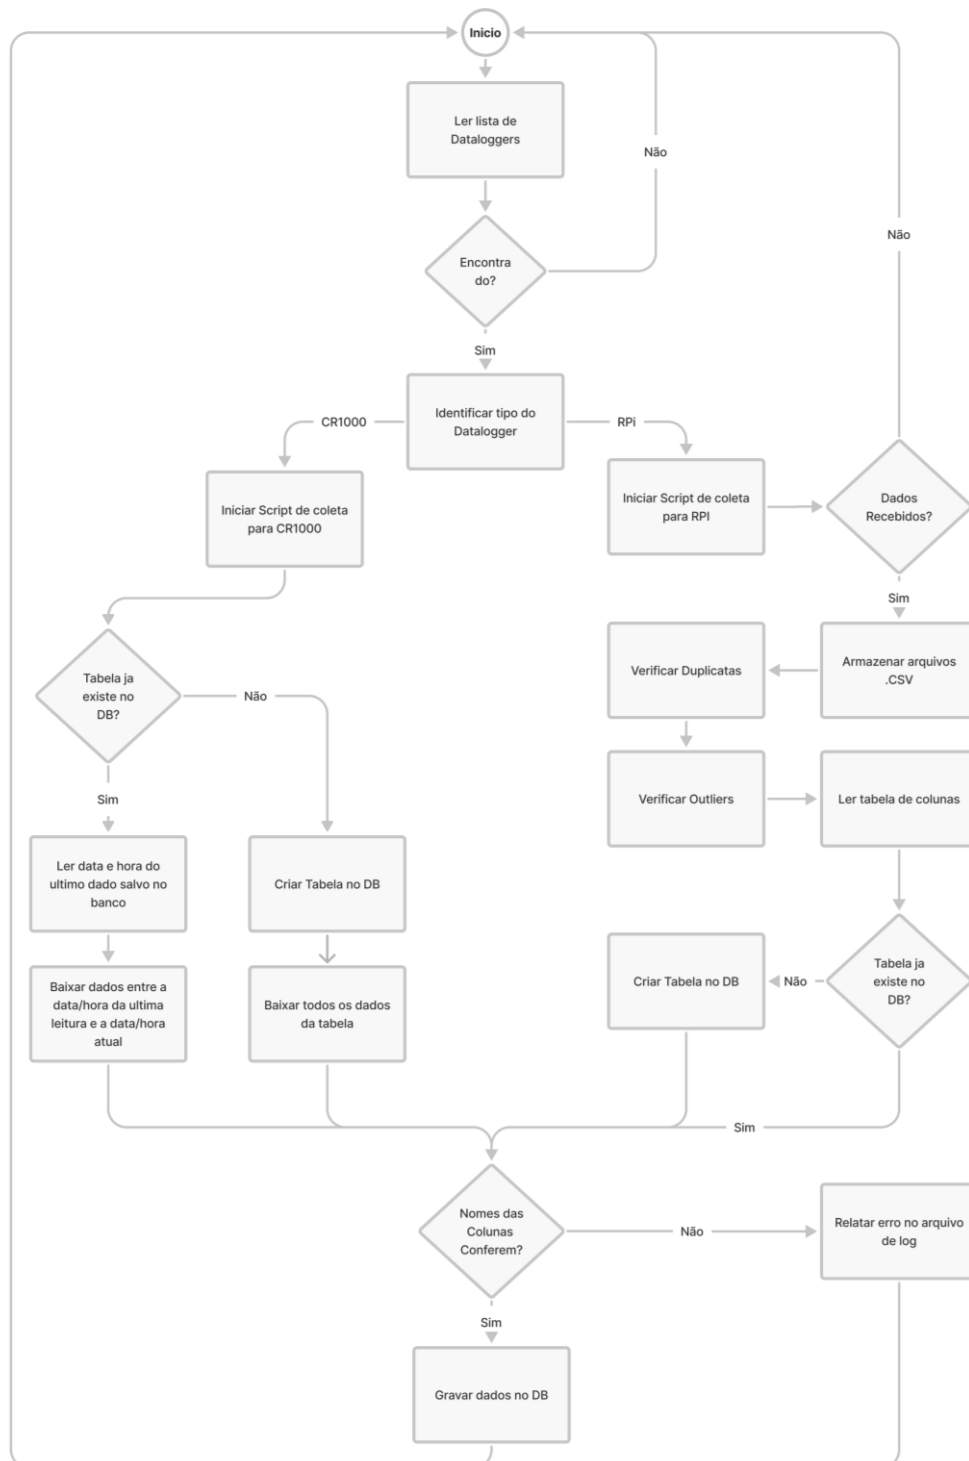 Inicio
Ler lista de
Dataloggers
Não
Não
Encontra
do?
Sim
Identificar tipo do
Datalogger
CR1000
RPi
Iniciar Script de coleta
para CR1000
Iniciar Script de coleta
para RPI
Dados
Recebidos?
Sim
Tabela ja
existe no
DB?
Não
Verificar Duplicatas
Armazenar arquivos
.CSV
Sim
Verificar Outliers
Ler tabela de colunas
Ler data e hora do
ultimo dado salvo no
banco
Criar Tabela no DB
Baixar dados entre a
data/hora da ultima
leitura e a data/hora
atual
Baixar todos os dados
da tabela
Criar Tabela no DB
Não
Tabela ja
existe no
DB?
Sim
Nomes das
Colunas
Conferem?
Não
Relatar erro no arquivo
de log
Sim
Gravar dados no DB